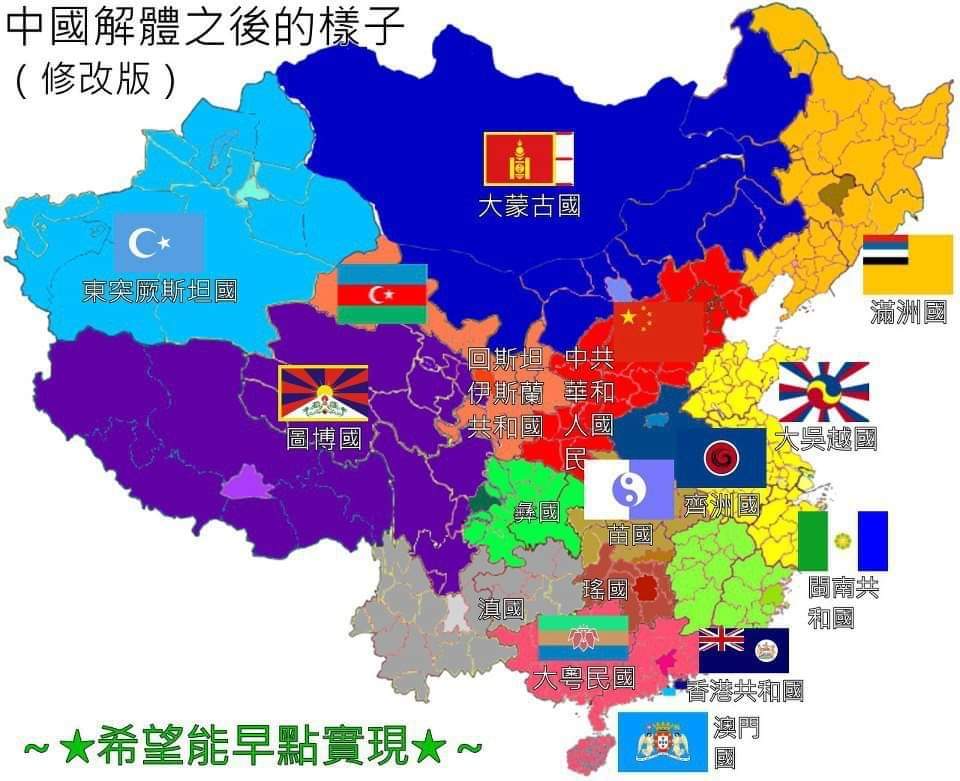 中國解體之後的樣子
（修改版）
大蒙古國
東突厥斯坦國
滿洲國
回斯坦
伊斯蘭
共和國
中共
華和
人國
民
圖博國
大吳越國
齊洲國
彝國
苗國
閩南共
和國
瑤國
滇國
大粵民國
香港共和國
澳門
國
~★希望能早點實現★~